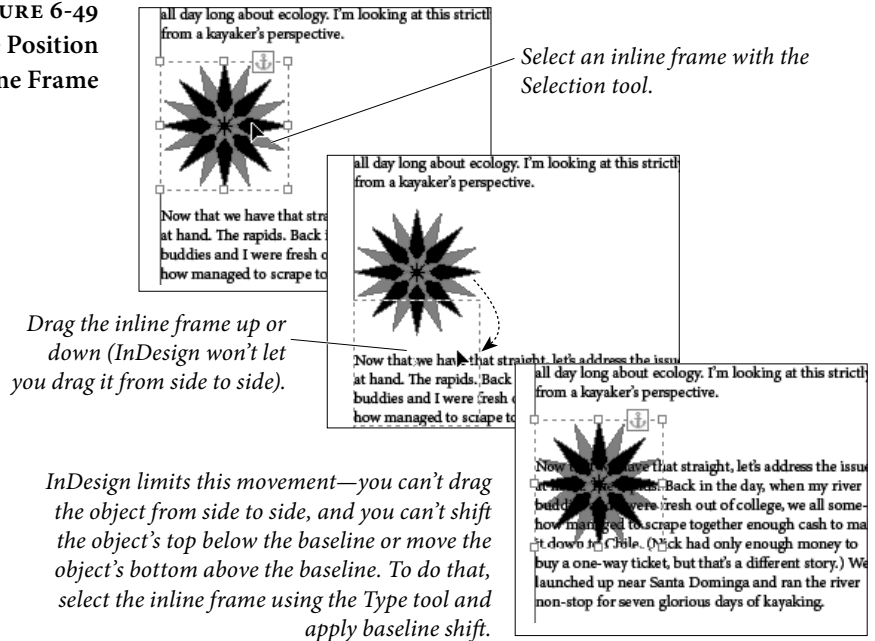 URE 6-49
Position
ne Frame
all day long about ecology. I'm looking at this strictl
from a kayaker's perspective.
Now that we have that stra
at hand. The rapids. Back i
buddies and I were fresh o
how managed to scrape to
Select an inline frame with the
Selection tool.
all day long about ecology. I'm looking at this strictly
from a kayaker's perspective.
Now that we have that straight, let's address the issu
at hand. The rapids. Back
buddies and I were fresh
how managed to scrape to
Drag the inline frame up or
down (InDesign won't let
you drag it from side to side).
all day long about ecology. I'm looking at this strictly
from a kayaker's perspective.
Now that we have that straight, let's address the issue
Back in the day, when my river
were fresh out of college, we all some-
how managed to scrape together enough cash to ma
it down to Chile. (Nick had only enough money to
buy a one-way ticket, but that's a different story.) We
launched up near Santa Dominga and ran the river
non-stop for seven glorious days of kayaking.
InDesign limits this movement—you can't drag
the object from side to side, and you can't shift
the object's top below the baseline or move the
object's bottom above the baseline. To do that,
select the inline frame using the Type tool and
apply baseline shift.